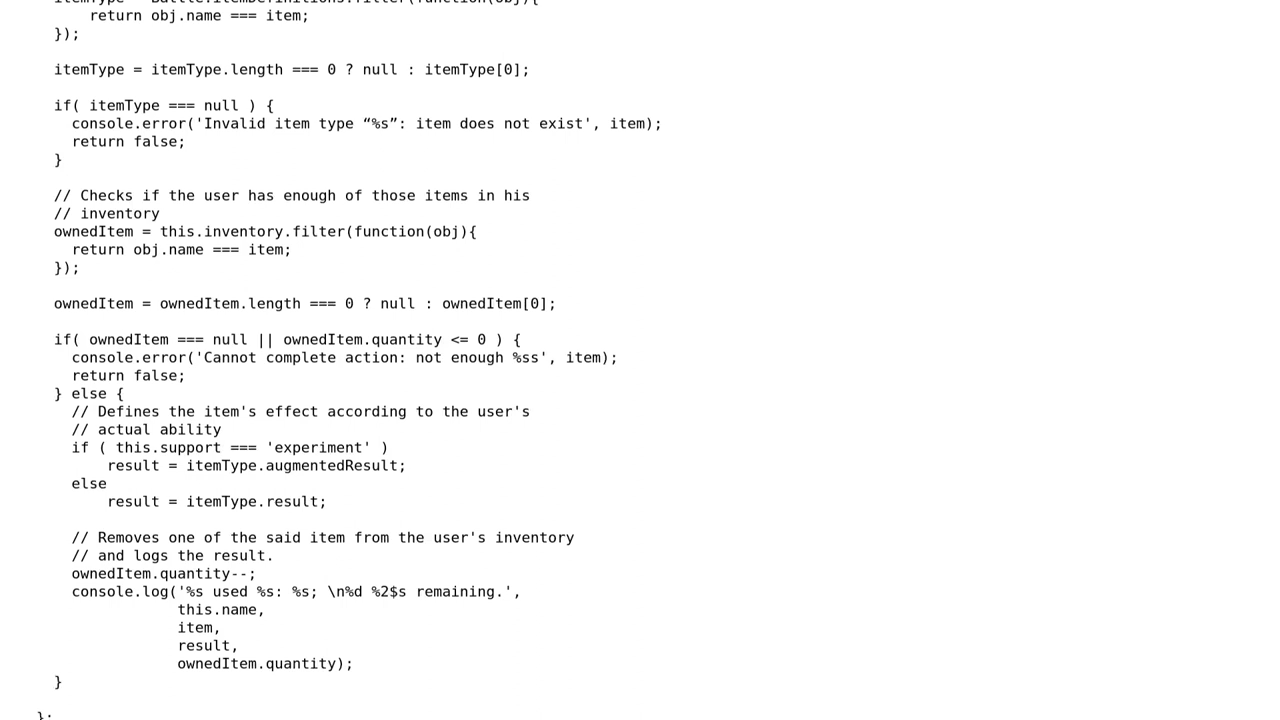 return obj.name === item;
    });

    itemType = itemType.length === 0 ? null : itemType[0];

    if( itemType === null ) {
      console.error('Invalid item type “%s”: item does not exist', item);
      return false;
    }

    // Checks if the user has enough of those items in his
    // inventory
    ownedItem = this.inventory.filter(function(obj){
      return obj.name === item;
    });

    ownedItem = ownedItem.length === 0 ? null : ownedItem[0];

    if( ownedItem === null || ownedItem.quantity <= 0 ) {
      console.error('Cannot complete action: not enough %ss', item);
      return false;
    } else {
      // Defines the item's effect according to the user's
      // actual ability
      if ( this.support === 'experiment' )
          result = itemType.augmentedResult;
      else
          result = itemType.result;

      // Removes one of the said item from the user's inventory
      // and logs the result.
      ownedItem.quantity--;
      console.log('%s used %s: %s; \n%d %2$s remaining.',
                  this.name,
                  item,
                  result,
                  ownedItem.quantity);
    }

  };